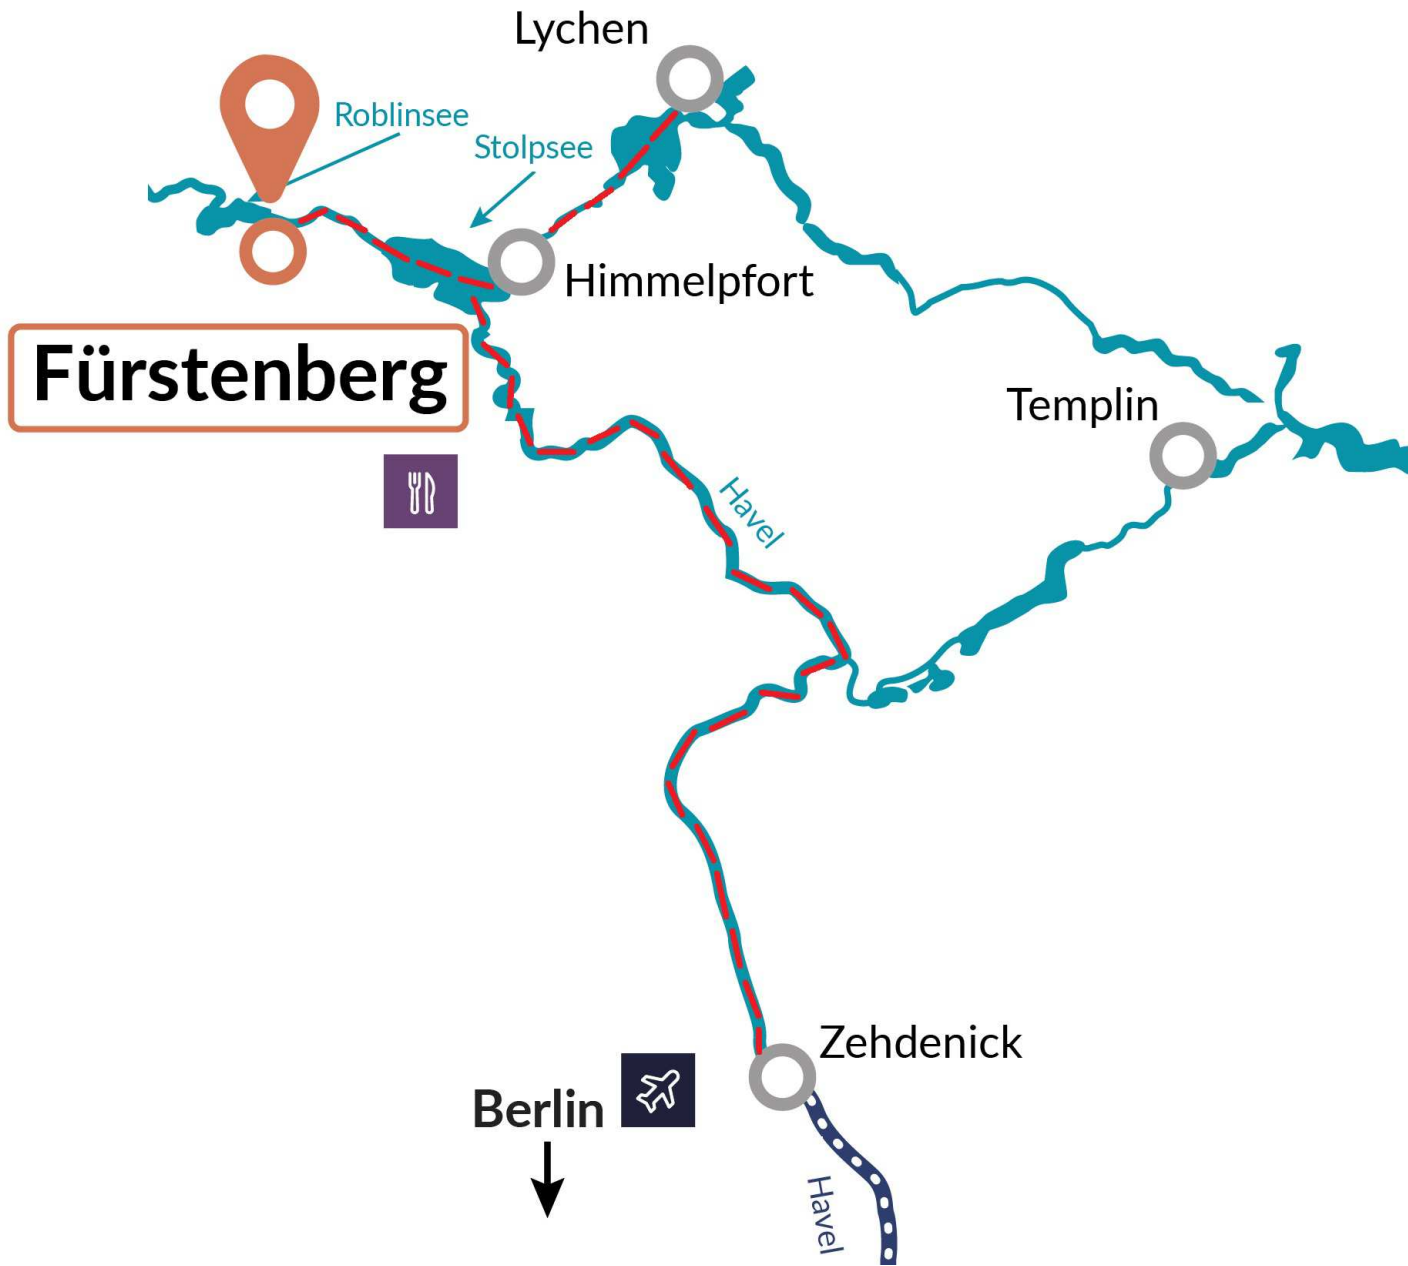 Lychen
Roblinsee
Stolpsee
Himmelpfort
Fürstenberg
Templin
Havel
Zehdenick
Berlin
Havel